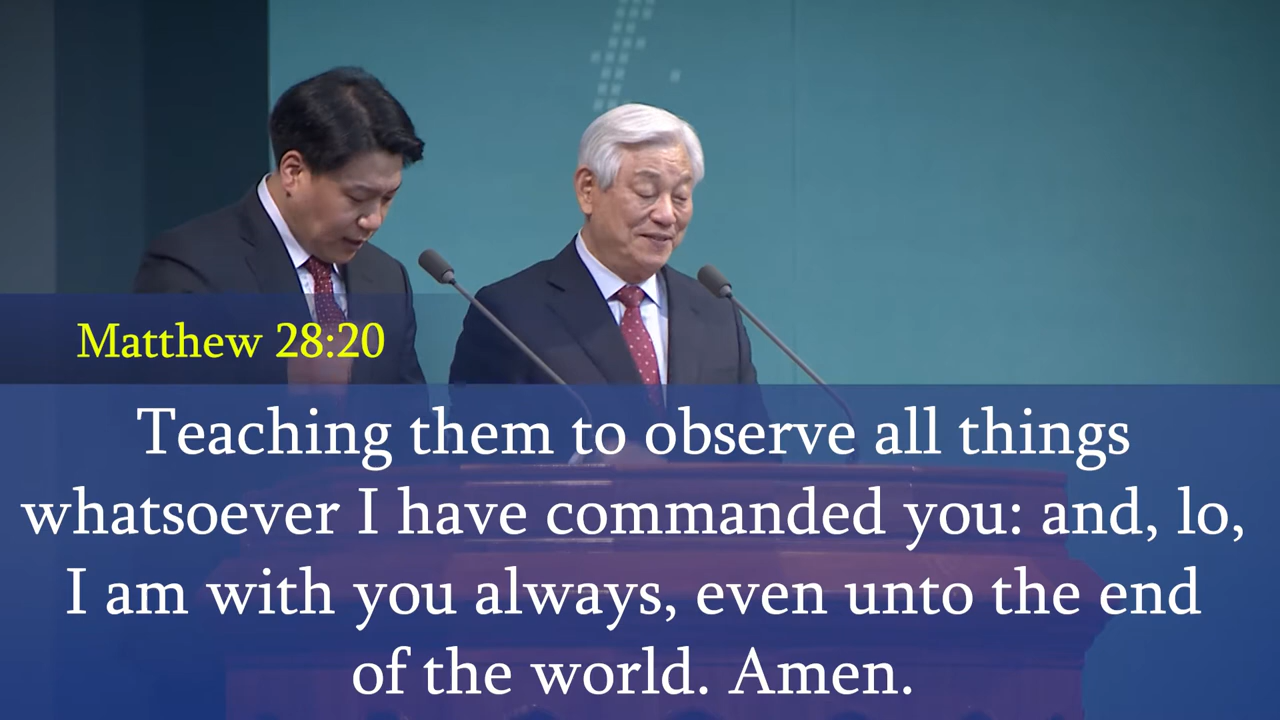 Matthew 28:20
Teaching them to observe all things
whatsoever I have commanded you: and, lo,
I am with you always, even unto the end
of the world. Amen.